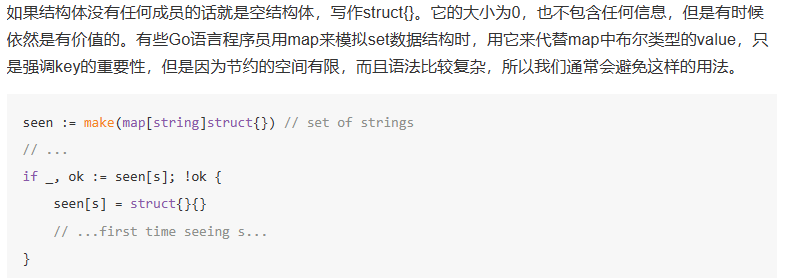 如果结构体没有任何成员的话就是空结构体，写作struct{}。它的大小为0，也不包含任何信息，但是有时候
依然是有价值的。有些Go语言程序员用map来模拟set数据结构时，用它来代替map中布尔类型的value，只
是强调key的重要性，但是因为节约的空间有限，而且语法比较复杂，所以我们通常会避免这样的用法。
seen := make(map[string]struct{}) // set of strings
// ...
if _, ok := seen[s]; !ok {
    seen[s] = struct{}{}
    // ...first time seeing s...
}